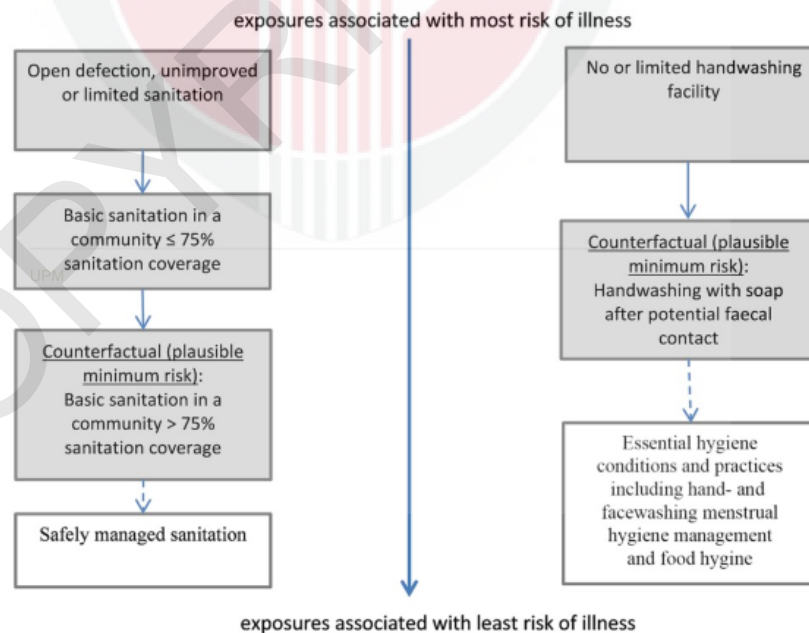 exposures associated with most risk of illness
Open defection, unimproved
or limited sanitation
Basic sanitation in a
community ≤ 75%
sanitation coverage
Counterfactual (plausible
minimum risk):
Basic sanitation in a
community > 75%
sanitation coverage
Safely managed sanitation
No or limited handwashing
facility
Counterfactual (plausible
minimum risk):
Handwashing with soap
after potential faecal
contact
Essential hygiene
conditions and practices
including hand- and
facewashing menstrual
hygiene management
and food hygine
exposures associated with least risk of illness
UPM